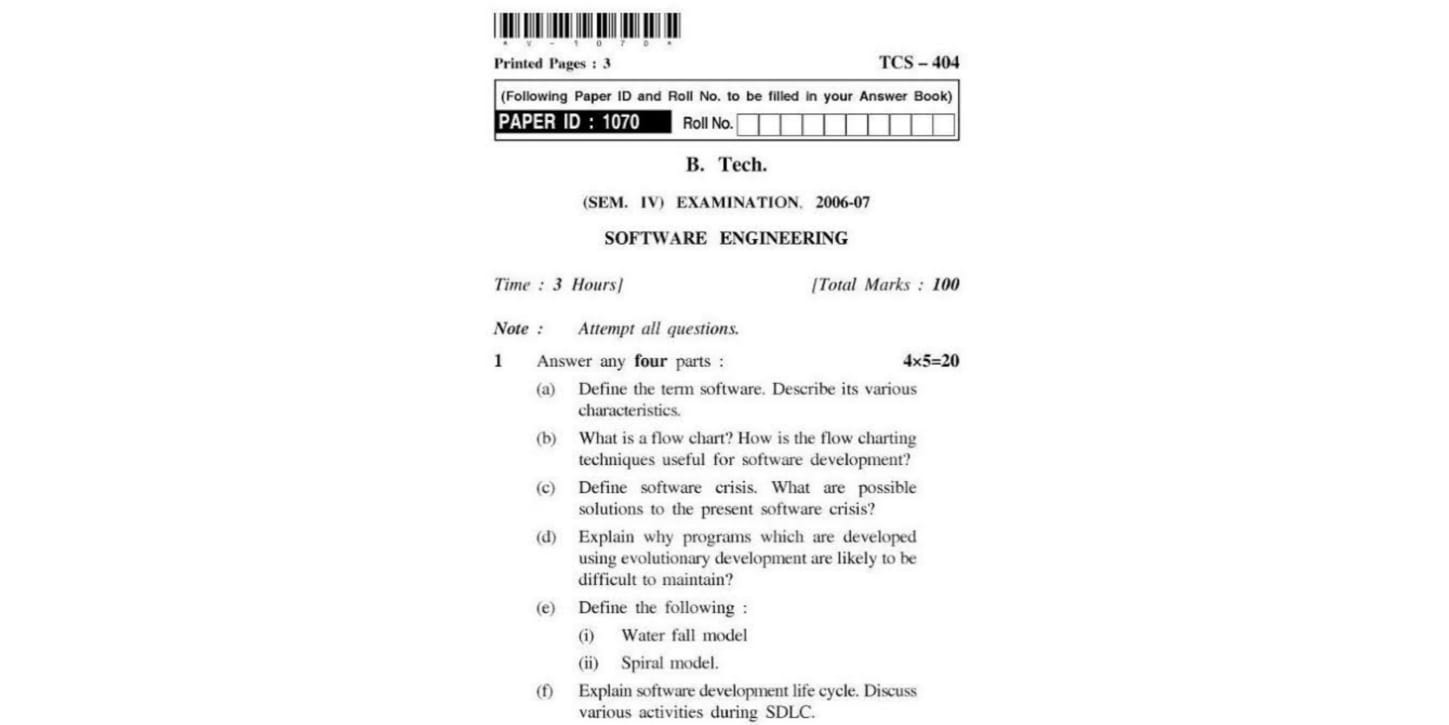 * V - 1 0 7 0 *
Printed Pages : 3 TCS – 404
(Following Paper ID and Roll No. to be filled in your Answer Book)
PAPER ID : 1070 Roll No.
B. Tech.
(SEM. IV) EXAMINATION, 2006-07
SOFTWARE ENGINEERING
Time : 3 Hours] [Total Marks : 100
Note : Attempt all questions.
1 Answer any four parts : 4×5=20
(a) Define the term software. Describe its various
characteristics.
(b) What is a flow chart? How is the flow charting
techniques useful for software development?
(c) Define software crisis. What are possible
solutions to the present software crisis?
(d) Explain why programs which are developed
using evolutionary development are likely to be
difficult to maintain?
(e) Define the following :
(i) Water fall model
(ii) Spiral model.
(f) Explain software development life cycle. Discuss
various activities during SDLC.